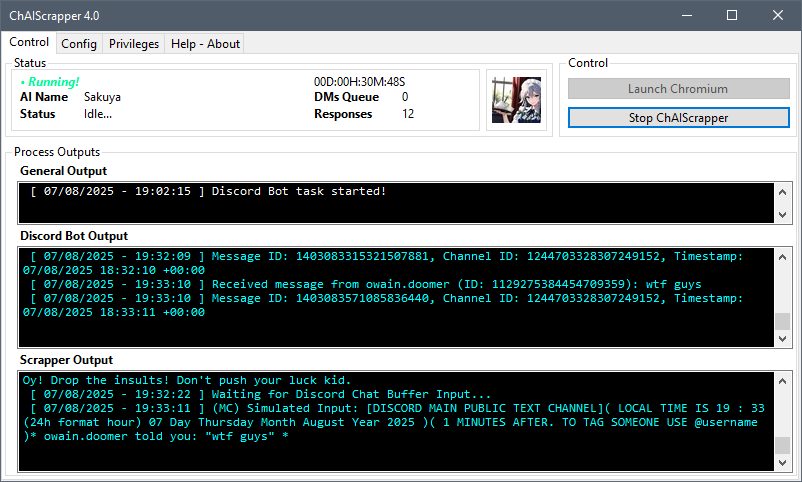 ChAIScrapper 4.0
Control Config Privileges Help - About
Status
• Running! 00D:00H:30M:48S
AI Name Sakuya DMs Queue 0
Status Idle... Responses 12
Control
Launch Chromium
Stop ChAIScrapper
Process Outputs
General Output
[ 07/08/2025 - 19:02:15 ] Discord Bot task started!
Discord Bot Output
[ 07/08/2025 - 19:32:09 ] Message ID: 1403083315321507881, Channel ID: 1244703328307249152, Timestamp:
07/08/2025 18:32:10 +00:00
[ 07/08/2025 - 19:33:10 ] Received message from owain.doomer (ID: 1129275384454709359): wtf guys
[ 07/08/2025 - 19:33:10 ] Message ID: 1403083571085836440, Channel ID: 1244703328307249152, Timestamp:
07/08/2025 18:33:11 +00:00
Scrapper Output
Oy! Drop the insults! Don't push your luck kid.
[ 07/08/2025 - 19:32:22 ] Waiting for Discord Chat Buffer Input...
[ 07/08/2025 - 19:33:11 ] (MC) Simulated Input: [DISCORD MAIN PUBLIC TEXT CHANNEL]( LOCAL TIME IS 19 : 33
(24h format hour) 07 Day Thursday Month August Year 2025 )( 1 MINUTES AFTER. TO TAG SOMEONE USE @username
)* owain.doomer told you: "wtf guys" *